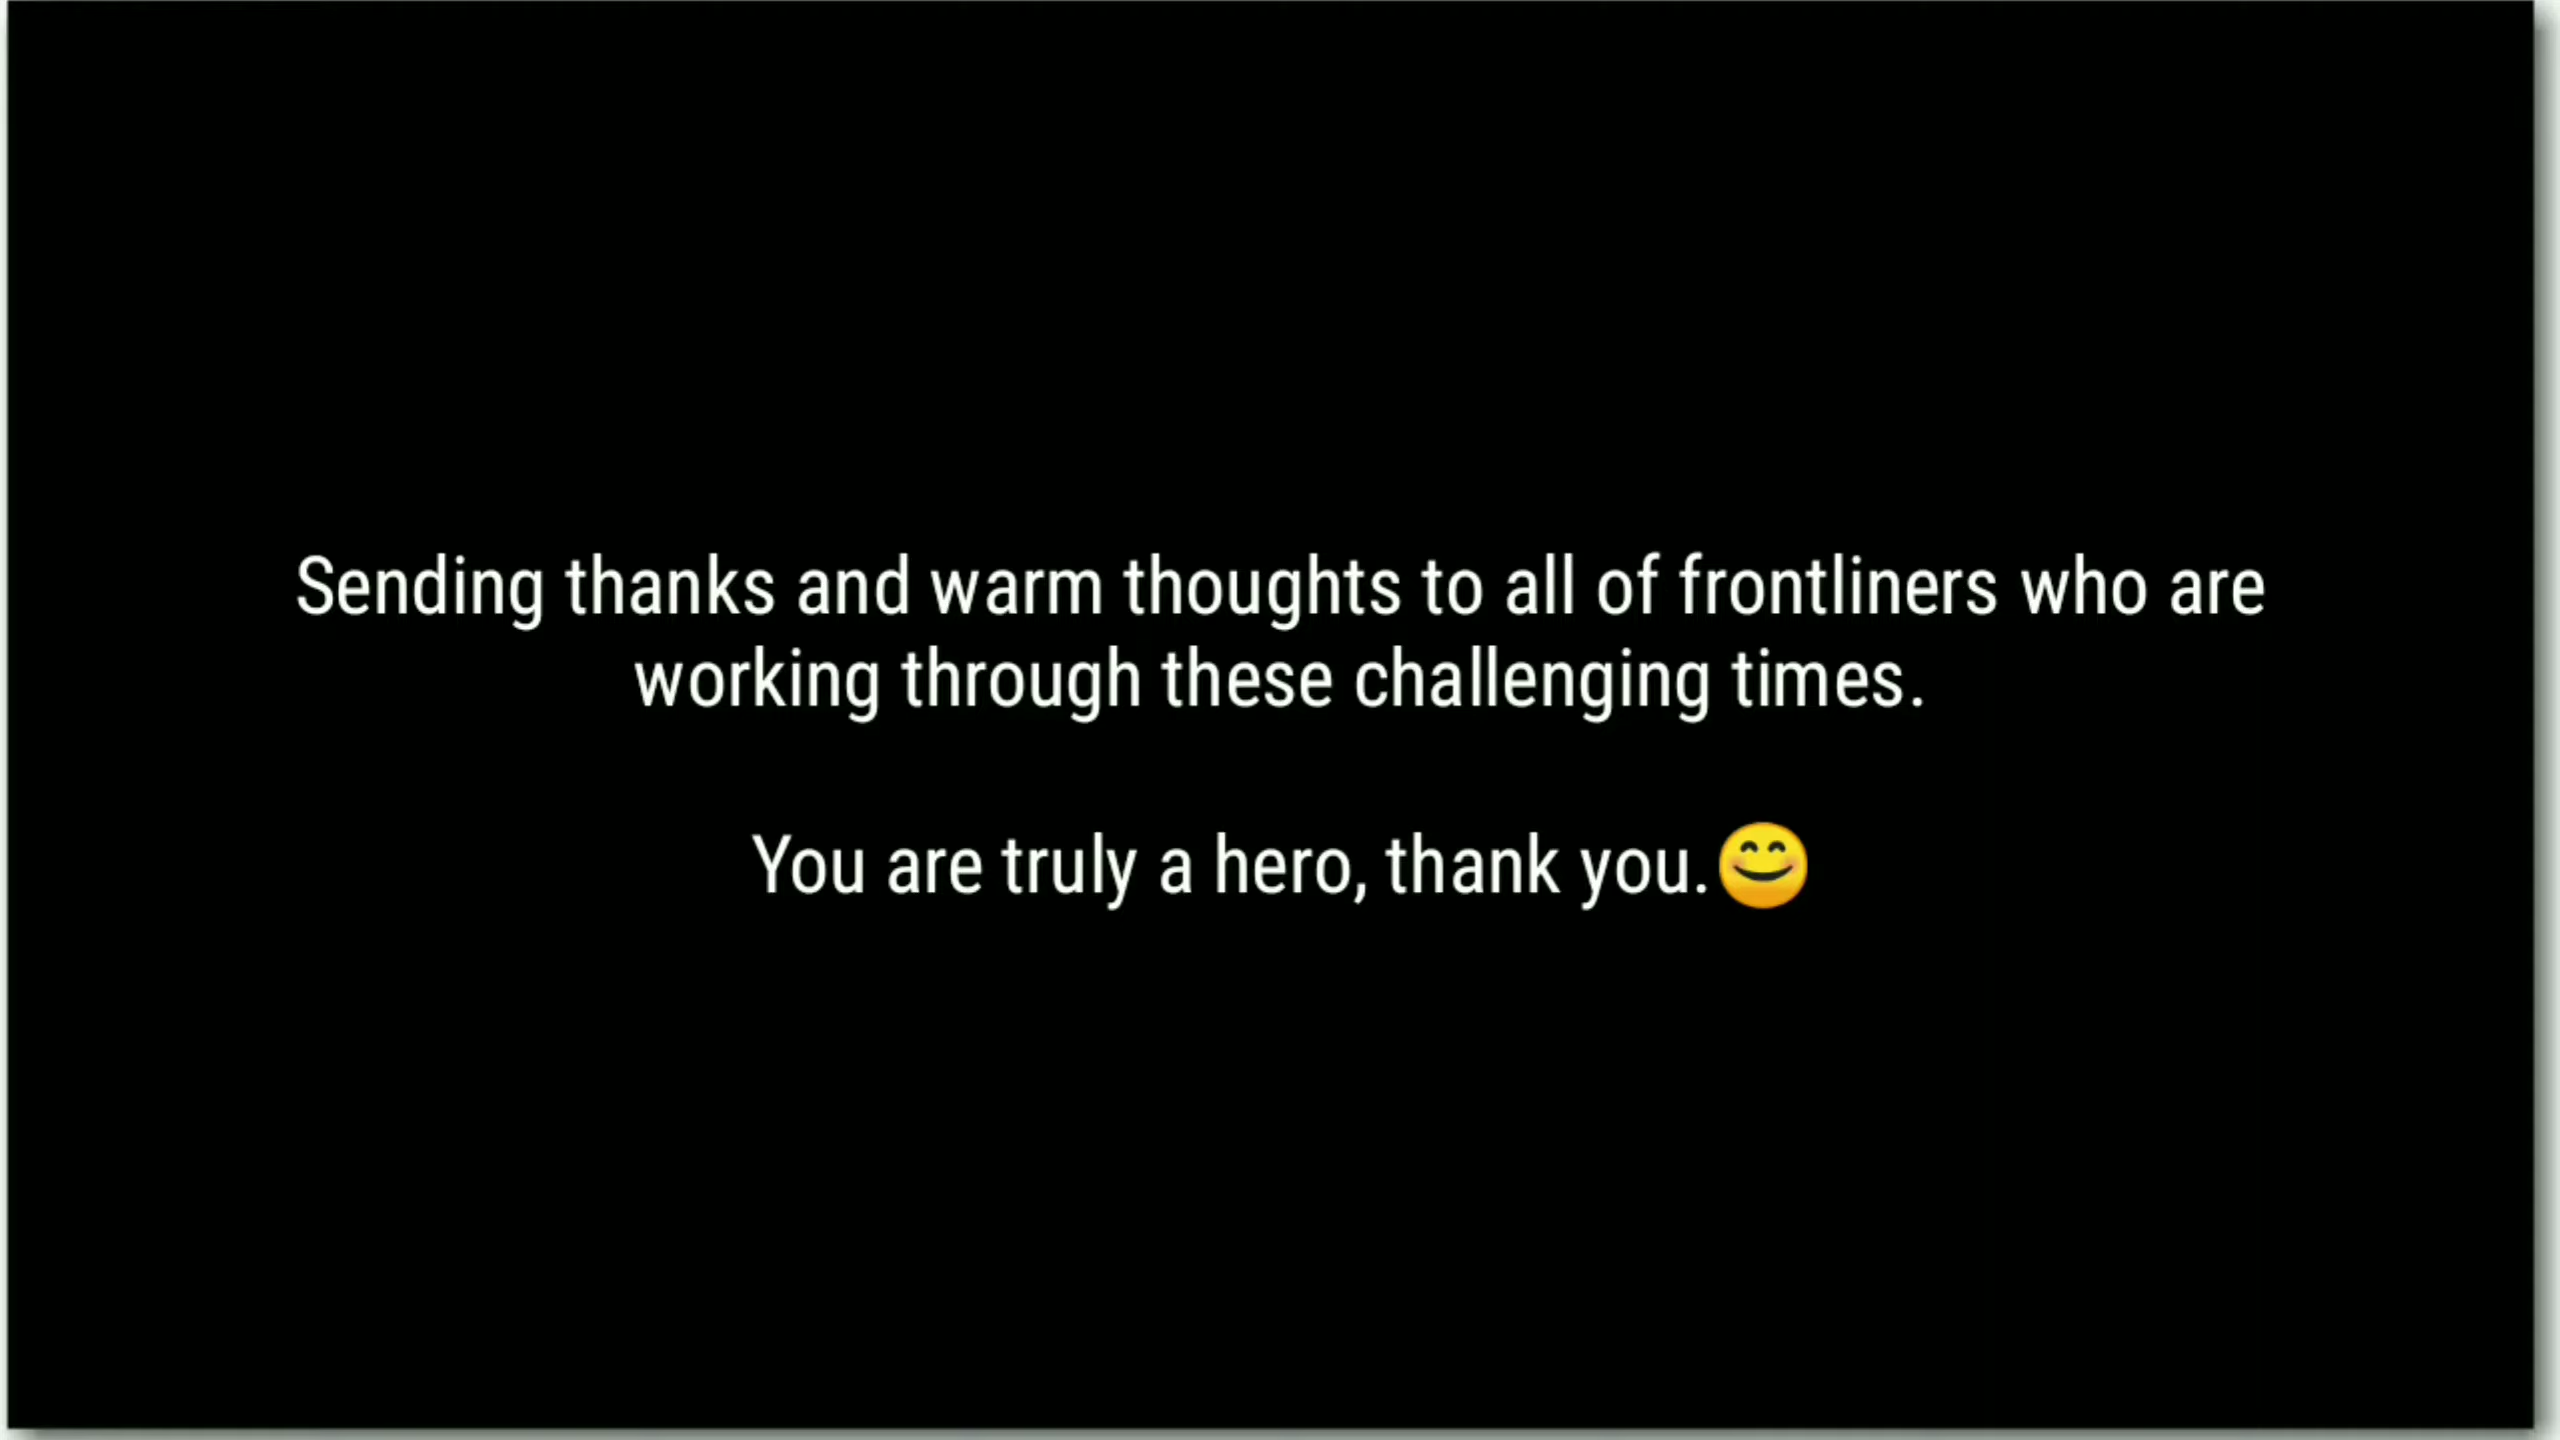 Sending thanks and warm thoughts to all of frontliners who are
working through these challenging times.
You are truly a hero, thank you.😊